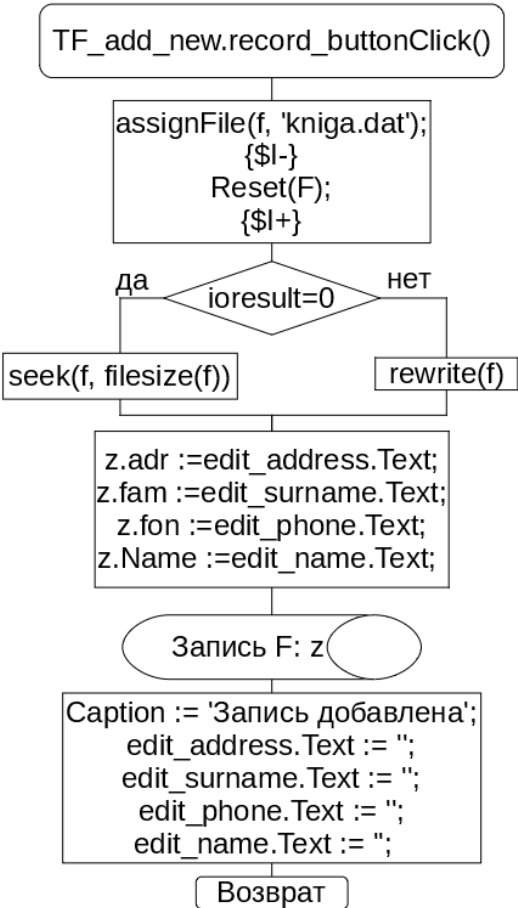 TF_add_new.record_buttonClick()
assignFile(f, 'kniga.dat');
{$I-}
Reset(F);
{$I+}
да
нет
ioresult=0
seek(f, filesize(f))
rewrite(f)
z.adr :=edit_address.Text;
z.fam :=edit_surname.Text;
z.fon :=edit_phone.Text;
z.Name :=edit_name.Text;
Запись F: z
Caption := 'Запись добавлена';
edit_address.Text := '';
edit_surname.Text := '';
edit_phone.Text := '';
edit_name.Text := '';
Возврат